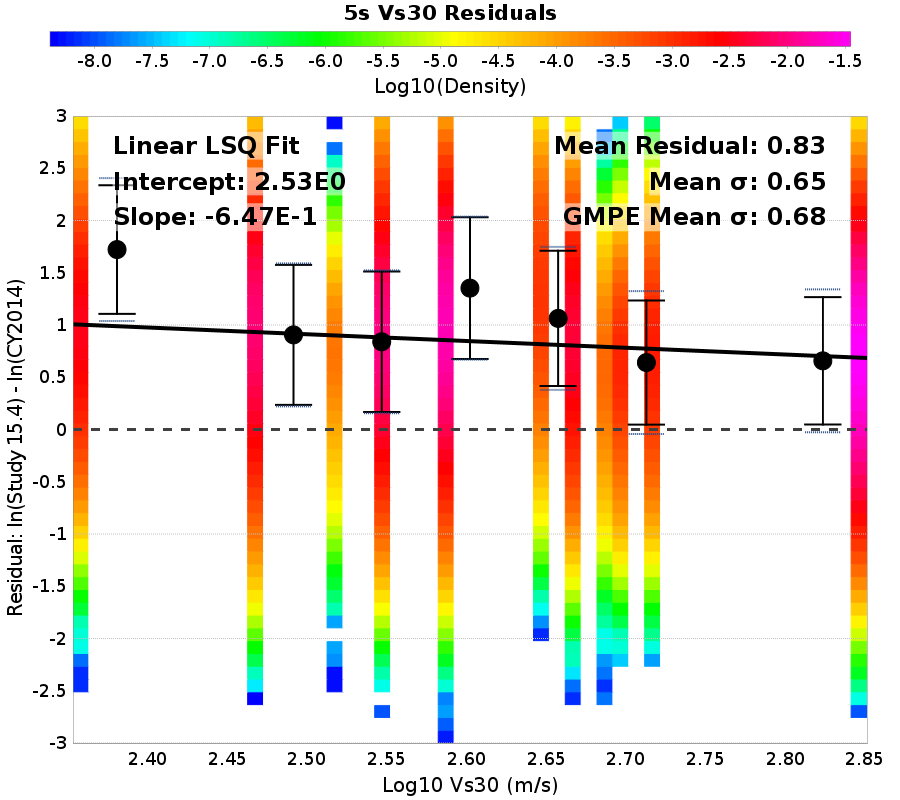 5s Vs30 Residuals
-8.0 -7.5 -7.0 -6.5 -6.0 -5.5 -5.0 -4.5 -4.0 -3.5 -3.0 -2.5 -2.0 -1.5
Log10(Density)
Linear LSQ Fit
Intercept: 2.53E0
Slope: -6.47E-1
Mean Residual: 0.83
Mean σ: 0.65
GMPE Mean σ: 0.68
Residual: ln(Study 15.4) - ln(CY2014)
3
2.5
2
1.5
1
0.5
0
-0.5
-1
-1.5
-2
-2.5
-3
2.40 2.45 2.50 2.55 2.60 2.65 2.70 2.75 2.80 2.85
Log10 Vs30 (m/s)